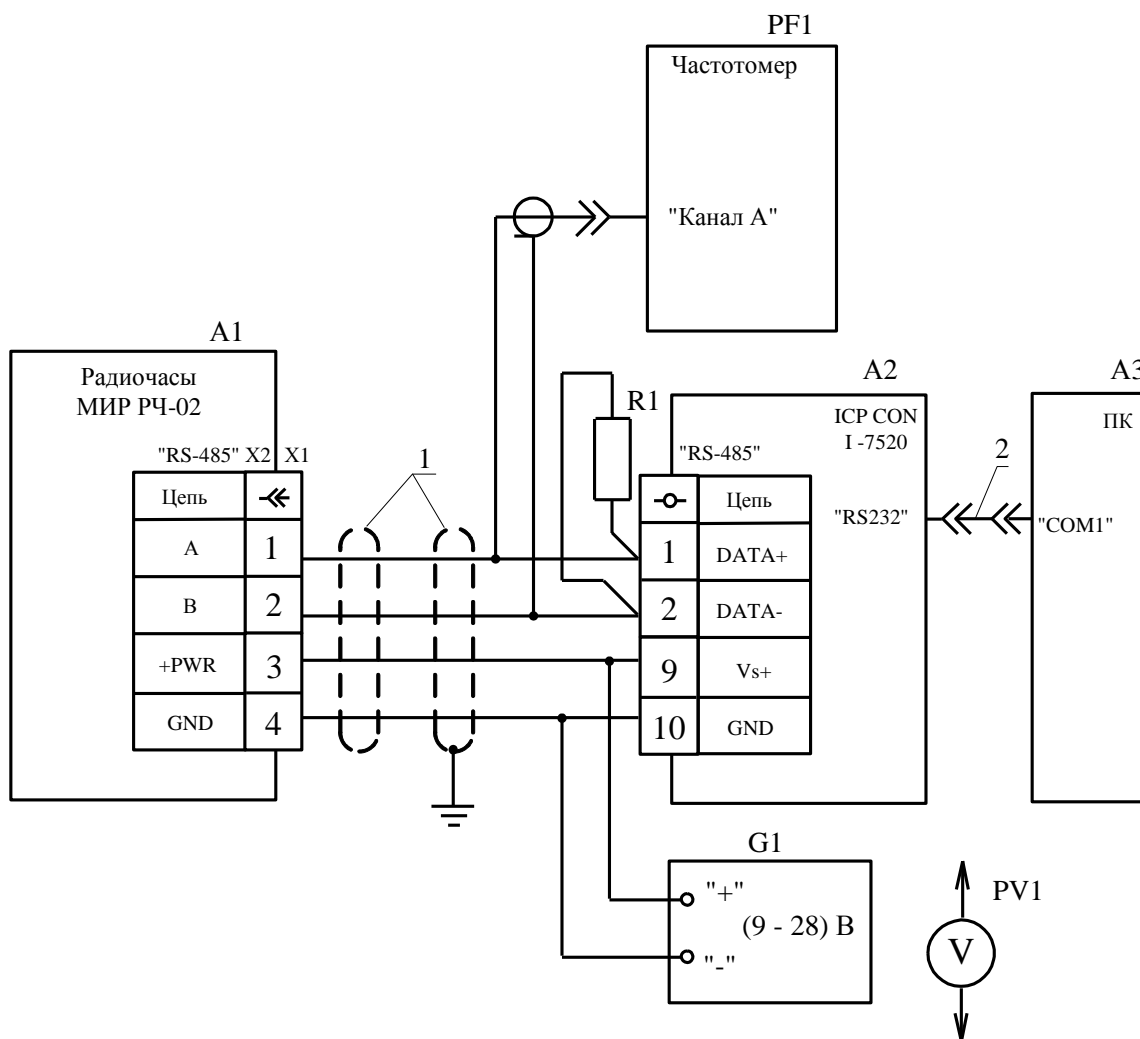 PF1
Частотомер
"Канал А"
A1
Радиочасы
МИР РЧ-02
"RS-485" X2 X1
Цепь
A 1
B 2
+PWR 3
GND 4
1
R1
A2
ICP CON
I -7520
"RS-485"
Цепь
1 DATA+
2 DATA-
9 Vs+
10 GND
"RS232"
2
A3
ПК
"COM1"
G1
"+"
(9 - 28) В
"-"
PV1
V